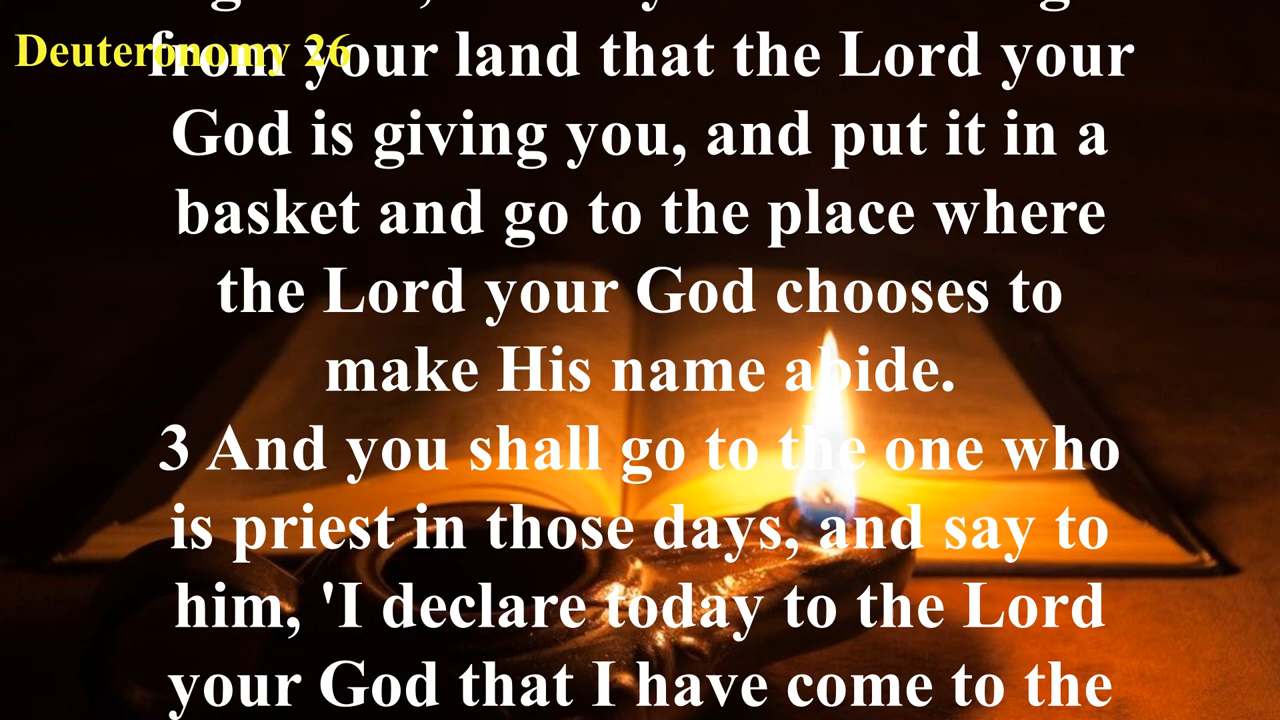 Deuteronomy 26
from your land that the Lord your
God is giving you, and put it in a
basket and go to the place where
the Lord your God chooses to
make His name abide.
3 And you shall go to the one who
is priest in those days, and say to
him, 'I declare today to the Lord
your God that I have come to the